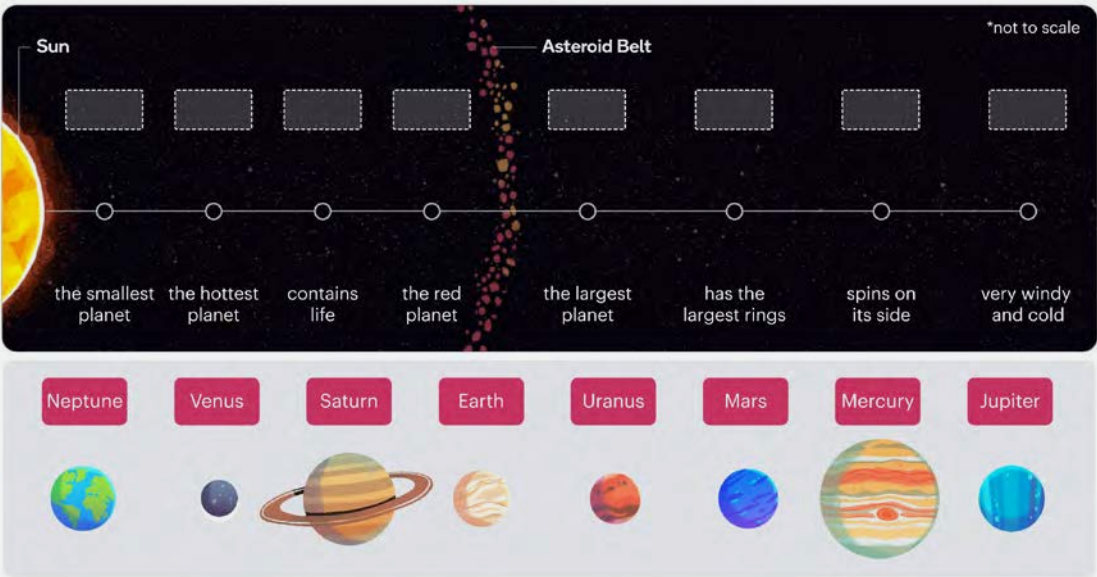 *not to scale
Sun
Asteroid Belt
the smallest
planet
the hottest
planet
contains
life
the red
planet
the largest
planet
has the
largest rings
spins on
its side
very windy
and cold
Neptune
Venus
Saturn
Earth
Uranus
Mars
Mercury
Jupiter